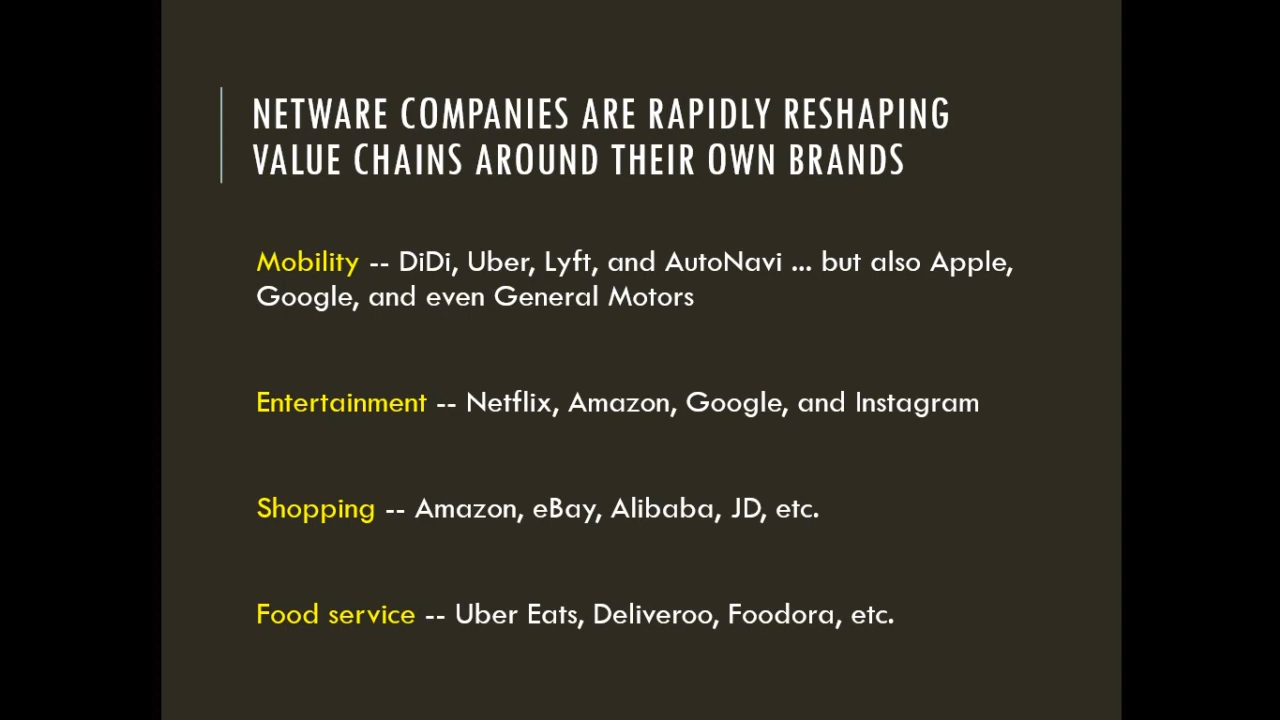 NETWARE COMPANIES ARE RAPIDLY RESHAPING
VALUE CHAINS AROUND THEIR OWN BRANDS
Mobility -- DiDi, Uber, Lyft, and AutoNavi ... but also Apple,
Google, and even General Motors
Entertainment -- Netflix, Amazon, Google, and Instagram
Shopping -- Amazon, eBay, Alibaba, JD, etc.
Food service -- Uber Eats, Deliveroo, Foodora, etc.